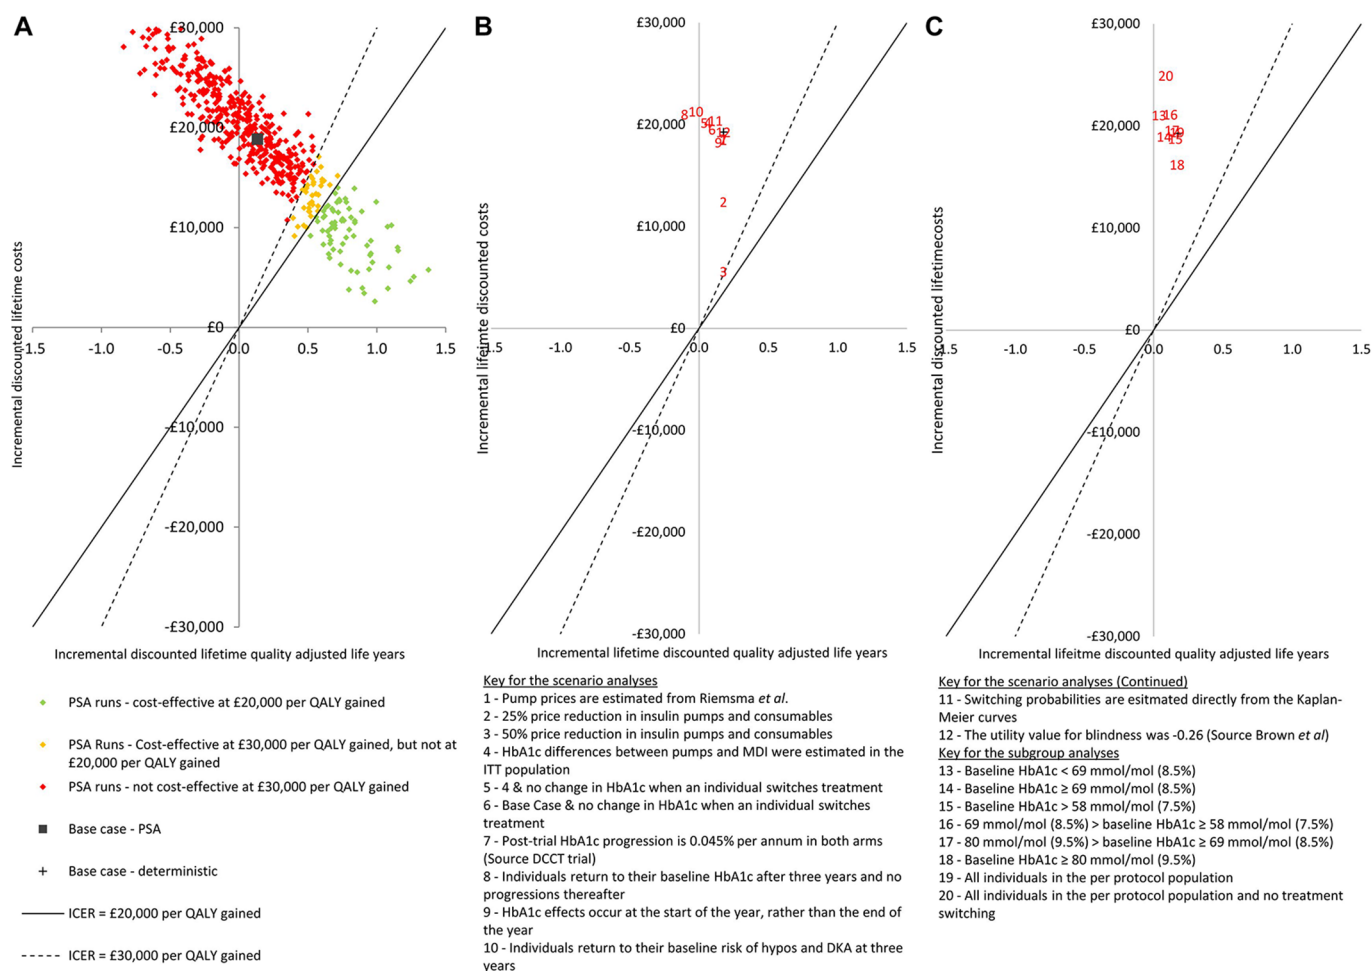 A
£30,000
£20,000
£10,000
£0
-£10,000
-£20,000
-£30,000
-1.5
-1.0
-0.5
0.0
0.5
1.0
1.5
Incremental discounted lifetime costs
Incremental discounted lifetime quality adjusted life years
PSA runs - cost-effective at £20,000 per QALY gained
PSA Runs - Cost-effective at £30,000 per QALY gained, but not at
£20,000 per QALY gained
PSA runs - not cost-effective at £30,000 per QALY gained
Base case - PSA
Base case - deterministic
ICER = £20,000 per QALY gained
ICER = £30,000 per QALY gained
B
£30,000
£20,000
£10,000
£0
-£10,000
-£20,000
-£30,000
-1.5
-1.0
-0.5
0.0
0.5
1.0
1.5
8
10
5
4
11
6
12
9
2
3
Incremental lifetimte discounted costs
Incremental lifetime discounted quality adjusted life years
Key for the scenario analyses
1 - Pump prices are estimated from Riemsma et al.
2 - 25% price reduction in insulin pumps and consumables
3 - 50% price reduction in insulin pumps and consumables
4 - HbA1c differences between pumps and MDI were estimated in the
ITT population
5 - 4 & no change in HbA1c when an individual switches treatment
6 - Base Case & no change in HbA1c when an individual switches
treatment
7 - Post-trial HbA1c progression is 0.045% per annum in both arms
(Source DCCT trial)
8 - Individuals return to their baseline HbA1c after three years and no
progressions thereafter
9 - HbA1c effects occur at the start of the year, rather than the end of
the year
10 - Individuals return to their baseline risk of hypos and DKA at three
years
C
£30,000
£20,000
£10,000
£0
-£10,000
-£20,000
-£30,000
-1.5
-1.0
-0.5
0.0
0.5
1.0
1.5
20
13
16
17
19
14
15
18
Incremental discounted lifetimecosts
Incremental lifeitme discounted quality adjusted life years
Key for the scenario analyses (Continued)
11 - Switching probabilities are esitmated directly from the Kaplan-
Meier curves
12 - The utility value for blindness was -0.26 (Source Brown et al)
Key for the subgroup analyses
13 - Baseline HbA1c < 69 mmol/mol (8.5%)
14 - Baseline HbA1c ≥ 69 mmol/mol (8.5%)
15 - Baseline HbA1c > 58 mmol/mol (7.5%)
16 - 69 mmol/mol (8.5%) > baseline HbA1c ≥ 58 mmol/mol (7.5%)
17 - 80 mmol/mol (9.5%) > baseline HbA1c ≥ 69 mmol/mol (8.5%)
18 - Baseline HbA1c ≥ 80 mmol/mol (9.5%)
19 - All individuals in the per protocol population
20 - All individuals in the per protocol population and no treatment
switching